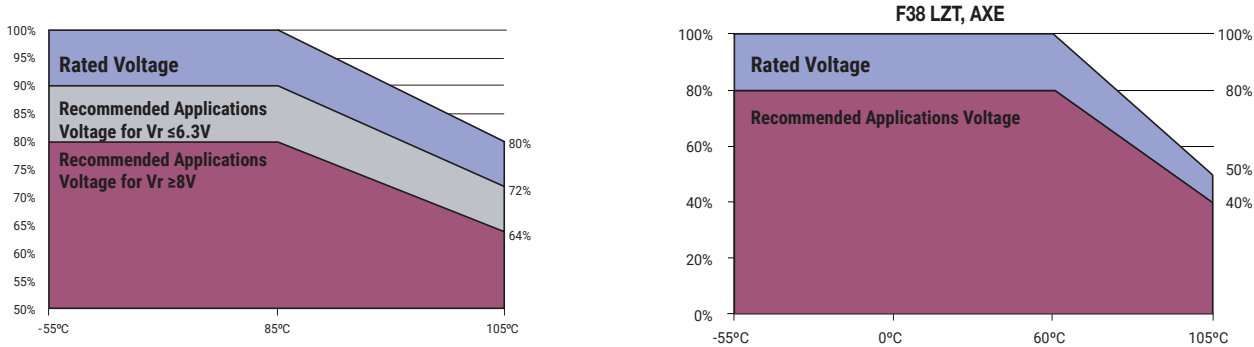 100%
95%
90%
85%
80%
75%
70%
65%
60%
55%
50%
Rated Voltage
Recommended Applications
Voltage for Vr ≤6.3V
Recommended Applications
Voltage for Vr ≥8V
80%
72%
64%
-55ºC
85ºC
105ºC
F38 LZT, AXE
100%
80%
60%
40%
20%
0%
Rated Voltage
Recommended Applications Voltage
100%
80%
50%
40%
-55ºC
0ºC
60ºC
105ºC